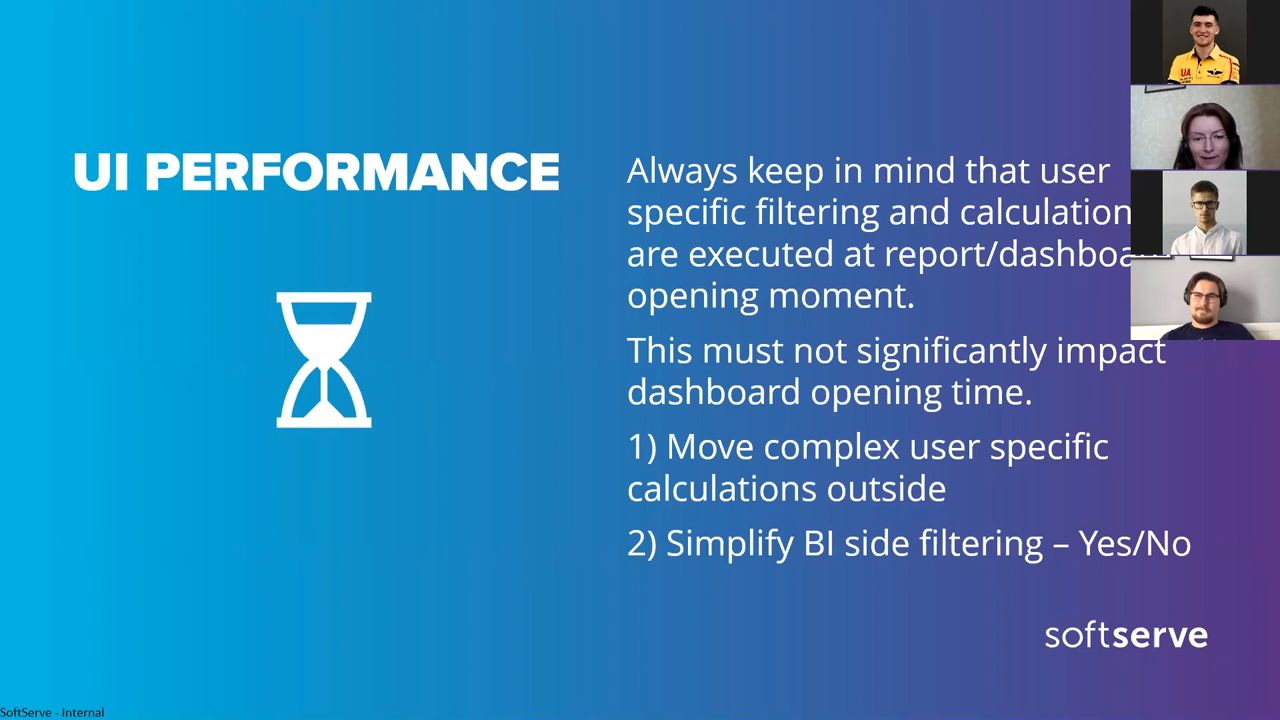 UI PERFORMANCE
Always keep in mind that user
specific filtering and calculation
are executed at
opening moment.
This must not significantly impact
dashboard opening time.
1) Move complex user specific
calculations outside
2) Simplify BI side filtering – Yes/No
softserve
SoftServe - Internal
UA